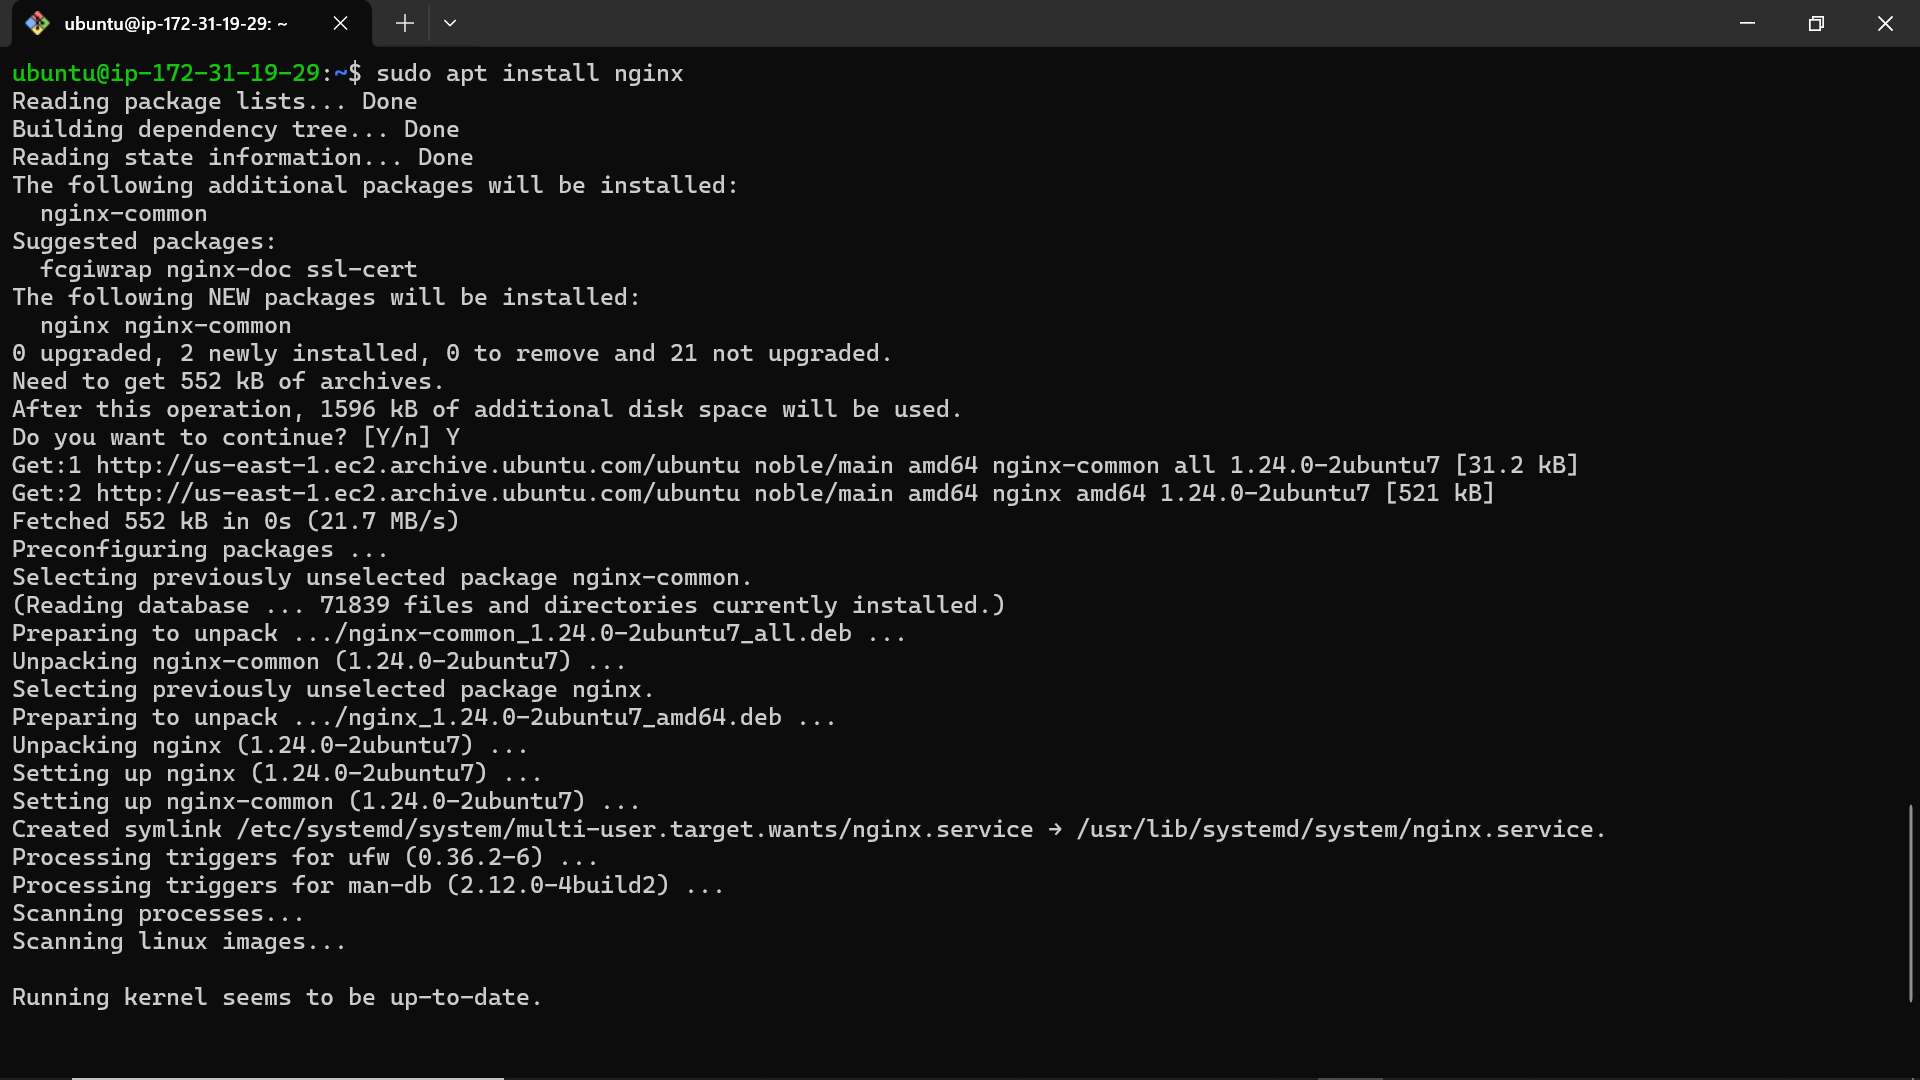 ubuntu@ip-172-31-19-29: ~
ubuntu@ip-172-31-19-29:~$ sudo apt install nginx
Reading package lists... Done
Building dependency tree... Done
Reading state information... Done
The following additional packages will be installed:
  nginx-common
Suggested packages:
  fcgiwrap nginx-doc ssl-cert
The following NEW packages will be installed:
  nginx nginx-common
0 upgraded, 2 newly installed, 0 to remove and 21 not upgraded.
Need to get 552 kB of archives.
After this operation, 1596 kB of additional disk space will be used.
Do you want to continue? [Y/n] Y
Get:1 http://us-east-1.ec2.archive.ubuntu.com/ubuntu noble/main amd64 nginx-common all 1.24.0-2ubuntu7 [31.2 kB]
Get:2 http://us-east-1.ec2.archive.ubuntu.com/ubuntu noble/main amd64 nginx amd64 1.24.0-2ubuntu7 [521 kB]
Fetched 552 kB in 0s (21.7 MB/s)
Preconfiguring packages ...
Selecting previously unselected package nginx-common.
(Reading database ... 71839 files and directories currently installed.)
Preparing to unpack .../nginx-common_1.24.0-2ubuntu7_all.deb ...
Unpacking nginx-common (1.24.0-2ubuntu7) ...
Selecting previously unselected package nginx.
Preparing to unpack .../nginx_1.24.0-2ubuntu7_amd64.deb ...
Unpacking nginx (1.24.0-2ubuntu7) ...
Setting up nginx (1.24.0-2ubuntu7) ...
Setting up nginx-common (1.24.0-2ubuntu7) ...
Created symlink /etc/systemd/system/multi-user.target.wants/nginx.service → /usr/lib/systemd/system/nginx.service.
Processing triggers for ufw (0.36.2-6) ...
Processing triggers for man-db (2.12.0-4build2) ...
Scanning processes...
Scanning linux images...
Running kernel seems to be up-to-date.